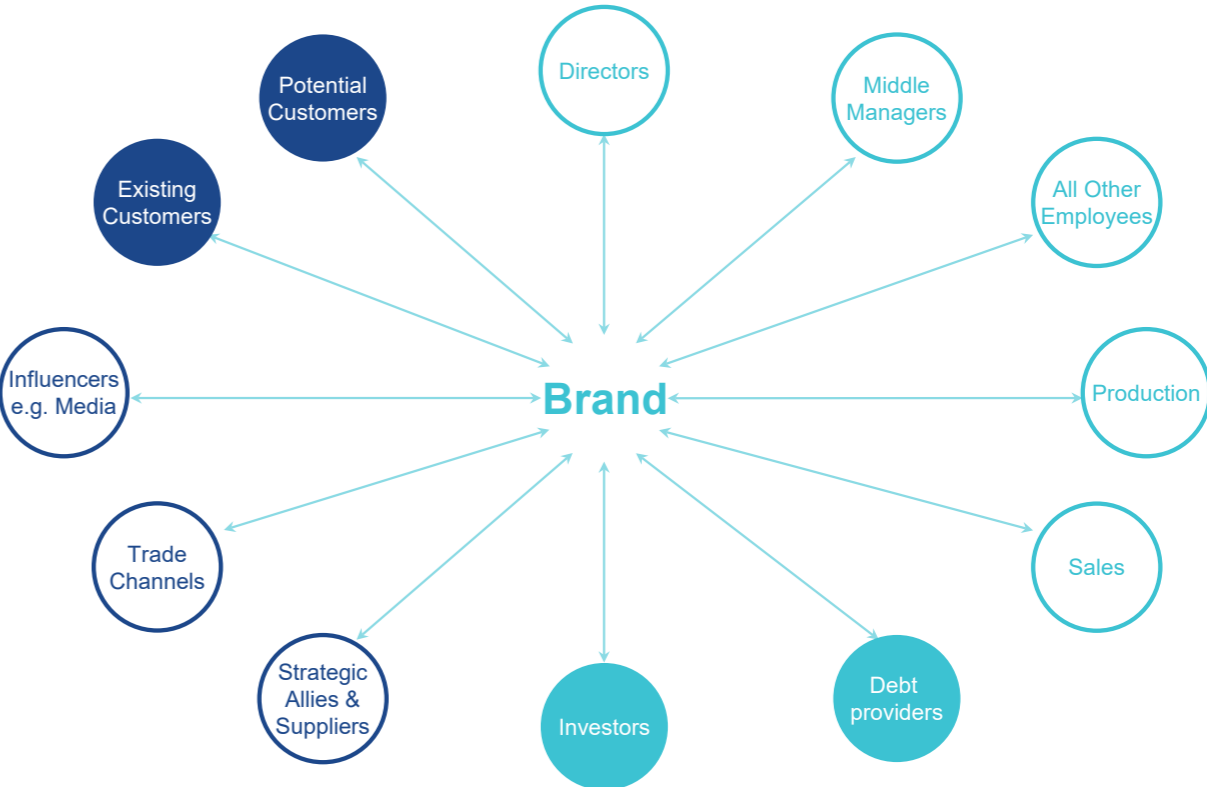 Directors
Potential
Customers
Middle
Managers
Existing
Customers
All Other
Employees
Influencers
e.g. Media
Brand
Production
Trade
Channels
Sales
Strategic
Allies &
Suppliers
Investors
Debt
providers